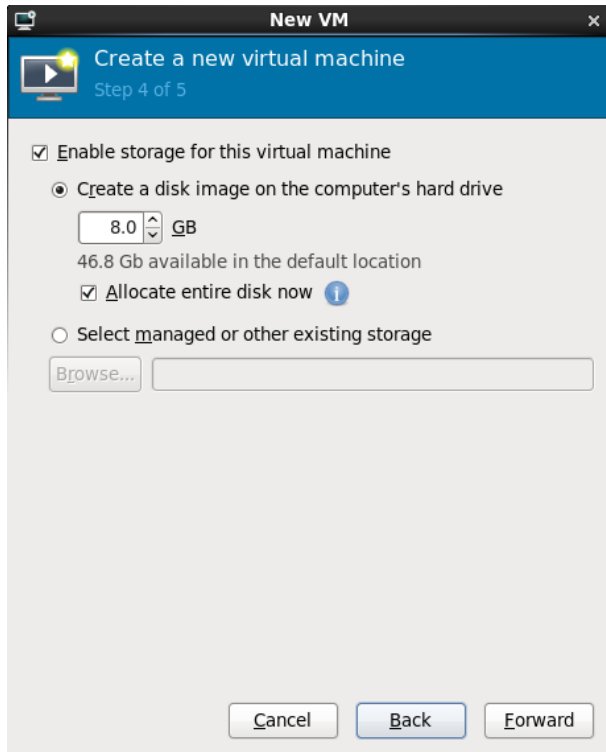 New VM
Create a new virtual machine
Step 4 of 5
Enable storage for this virtual machine
Create a disk image on the computer's hard drive
8.0 GB
46.8 Gb available in the default location
Allocate entire disk now
Select managed or other existing storage
Browse...
Cancel Back Forward